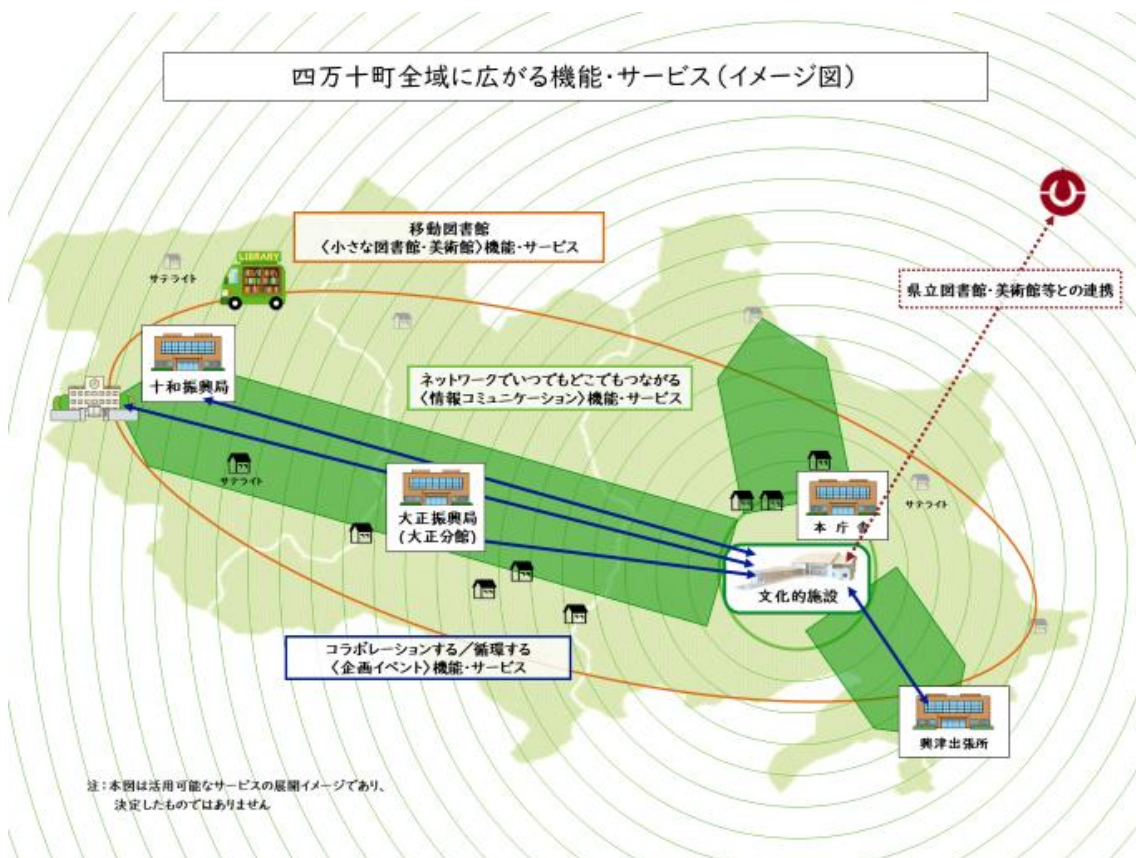 四万十町全域に広がる機能・サービス(イメージ図)
移動図書館
〈小さな図書館・美術館〉機能・サービス
LIBRARY
サテライト
県立図書館・美術館等との連携
十和振興局
ネットワークでいつでもどこでもつながる
〈情報コミュニケーション〉機能・サービス
サテライト
大正振興局
(大正分館)
サテライト
本庁舎
文化的施設
コラボレーションする/循環する
〈企画イベント〉機能・サービス
興津出張所
注:本図は活用可能なサービスの展開イメージであり、
決定したものではありません